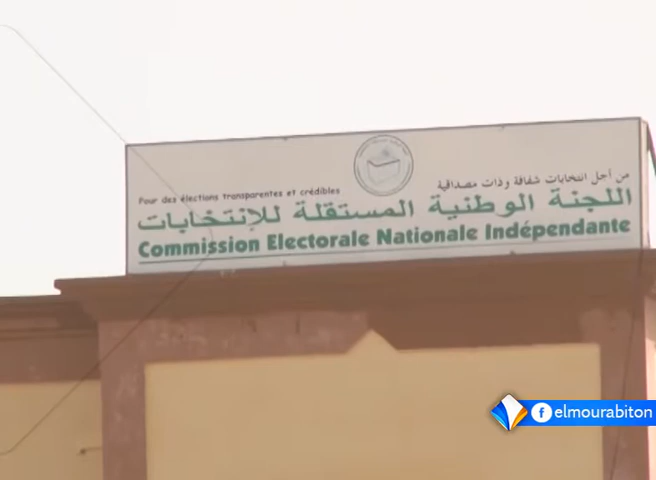 من أجل انتخابات شفافة وذات مصداقية
Pour des élections transparentes et crédibles
اللجنة الوطنية المستقلة للإنتخابات
Commission Electorale Nationale Indépendante
elmourabiton